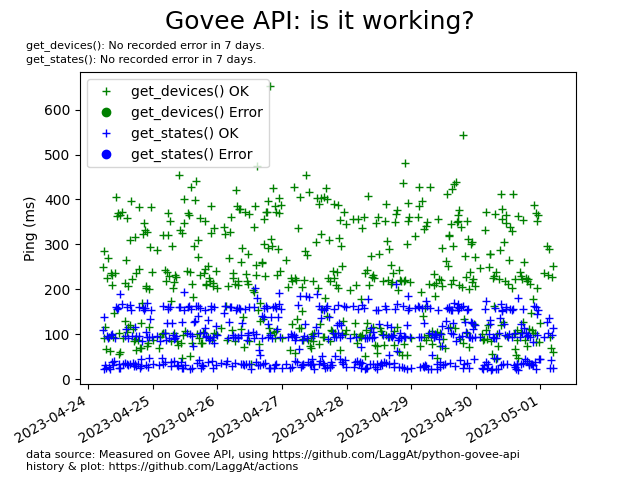 Govee API: is it working?
get_devices(): No recorded error in 7 days.
get_states(): No recorded error in 7 days.
get_devices() OK
get_devices() Error
get_states() OK
get_states() Error
Ping (ms)
600
500
400
300
200
100
0
2023-04-24
2023-04-25
2023-04-26
2023-04-27
2023-04-28
2023-04-29
2023-04-30
2023-05-01
data source: Measured on Govee API, using https://github.com/LaggAt/python-govee-api
history & plot: https://github.com/LaggAt/actions